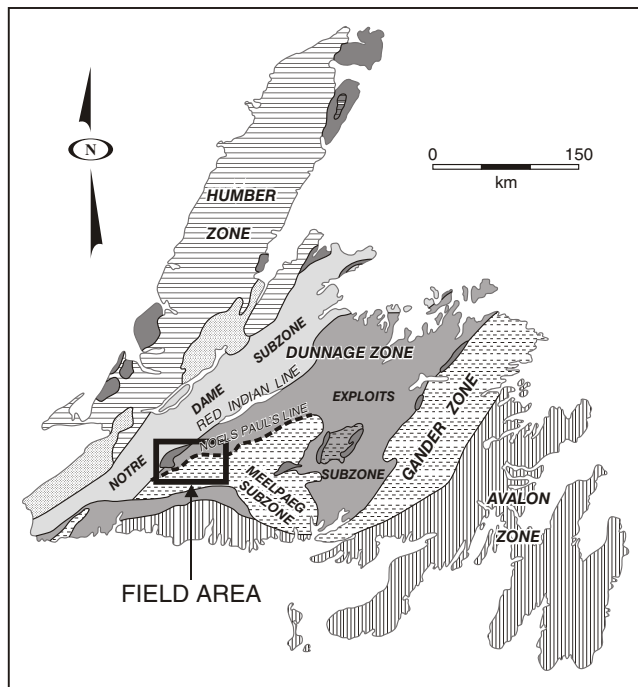 N
0 150
km
HUMBER
ZONE
NOTRE DAME SUBZONE
DUNNAGE ZONE
RED INDIAN LINE
EXPLOITS
NOELS PAUL'S LINE
SUBZONE
MEELPAEG
SUBZONE
GANDER ZONE
AVALON
ZONE
FIELD AREA